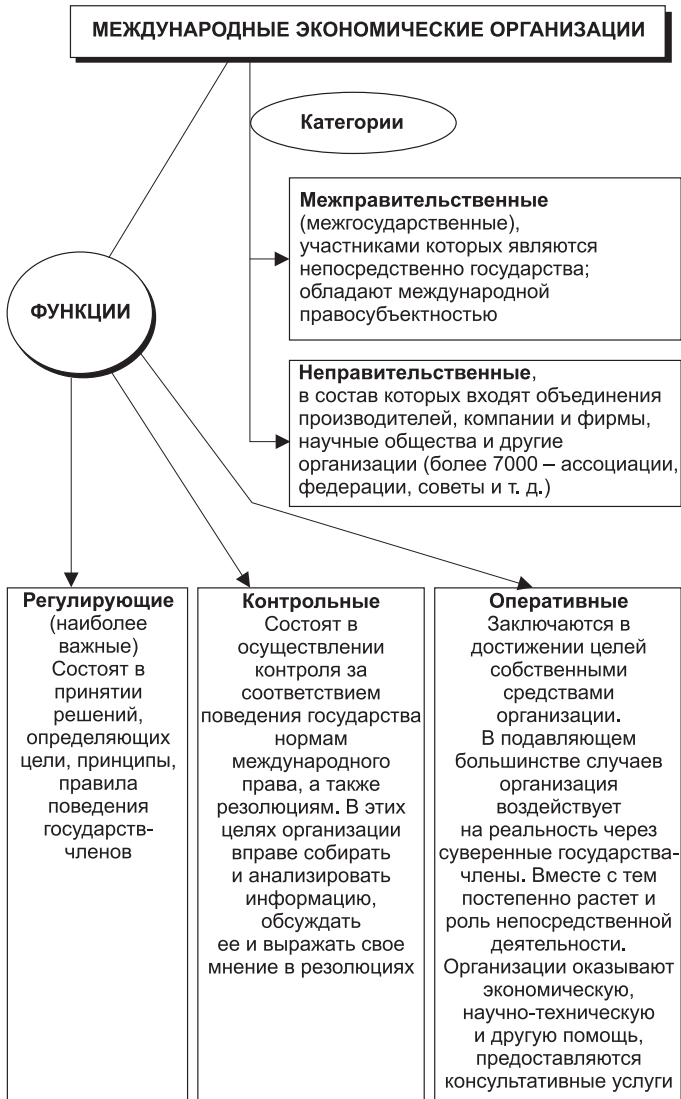 МЕЖДУНАРОДНЫЕ ЭКОНОМИЧЕСКИЕ ОРГАНИЗАЦИИ
Категории
Межправительственные
(межгосударственные),
участниками которых являются
непосредственно государства;
обладают международной
правосубъектностью
ФУНКЦИИ
Неправительственные,
в состав которых входят объединения
производителей, компании и фирмы,
научные общества и другие
организации (более 7000 – ассоциации,
федерации, советы и т. д.)
Регулирующие
(наиболее
важные)
Состоят в
принятии
решений,
определяющих
цели, принципы,
правила
поведения
государств-
членов
Контрольные
Состоят в
осуществлении
контроля за
соответствием
поведения государства
нормам
международного
права, а также
резолюциям. В этих
целях организации
вправе собирать
и анализировать
информацию,
обсуждать
ее и выражать свое
мнение в резолюциях
Оперативные
Заключаются в
достижении целей
собственными
средствами
организации.
В подавляющем
большинстве случаев
организация
воздействует
на реальность через
суверенные государства-
члены. Вместе с тем
постепенно растет и
роль непосредственной
деятельности.
Организации оказывают
экономическую,
научно-техническую
и другую помощь,
предоставляются
консультативные услуги